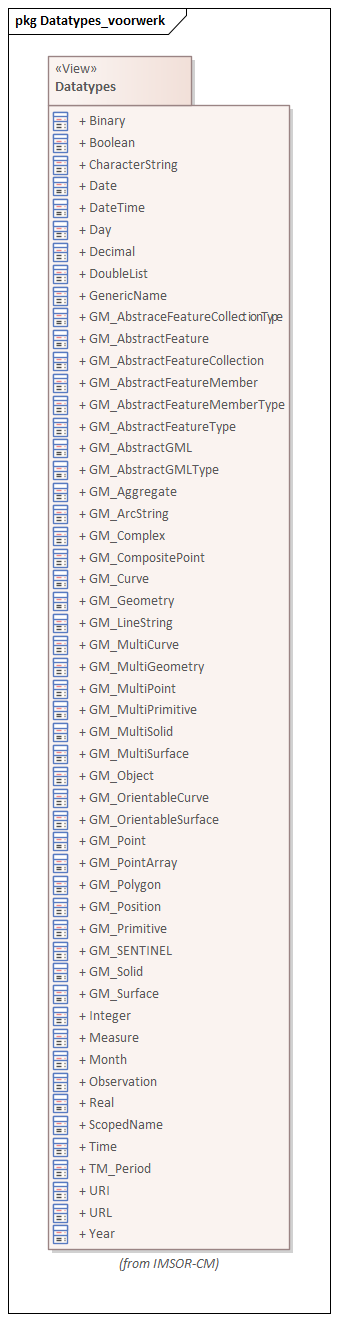 pkg Datatypes_voorwerk
«View»
Datatypes
+ Binary
+ Boolean
+ CharacterString
+ Date
+ DateTime
+ Day
+ Decimal
+ DoubleList
+ GenericName
+ GM_AbstraceFeatureCollectionType
+ GM_AbstractFeature
+ GM_AbstractFeatureCollection
+ GM_AbstractFeatureMember
+ GM_AbstractFeatureMemberType
+ GM_AbstractFeatureType
+ GM_AbstractGML
+ GM_AbstractGMLType
+ GM_Aggregate
+ GM_ArcString
+ GM_Complex
+ GM_CompositePoint
+ GM_Curve
+ GM_Geometry
+ GM_LineString
+ GM_MultiCurve
+ GM_MultiGeometry
+ GM_MultiPoint
+ GM_MultiPrimitive
+ GM_MultiSolid
+ GM_MultiSurface
+ GM_Object
+ GM_OrientableCurve
+ GM_OrientableSurface
+ GM_Point
+ GM_PointArray
+ GM_Polygon
+ GM_Position
+ GM_Primitive
+ GM_SENTINEL
+ GM_Solid
+ GM_Surface
+ Integer
+ Measure
+ Month
+ Observation
+ Real
+ ScopedName
+ Time
+ TM_Period
+ URI
+ URL
+ Year
(from IMSOR-CM)